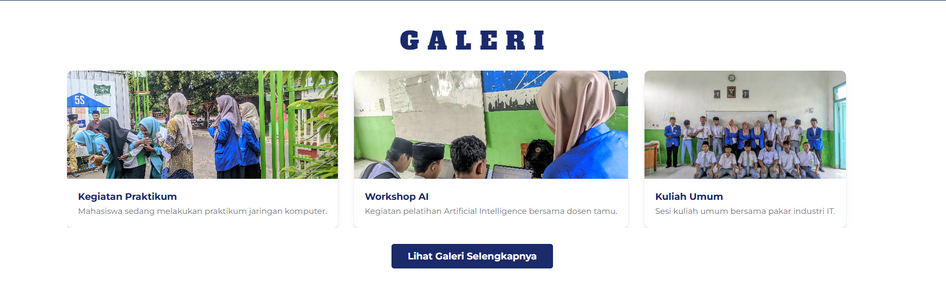 GALERI
5S
Kegiatan Praktikum
Mahasiswa sedang melakukan praktikum jaringan komputer.
Workshop AI
Kegiatan pelatihan Artificial Intelligence bersama dosen tamu.
Kuliah Umum
Sesi kuliah umum bersama pakar industri IT.
Lihat Galeri Selengkapnya